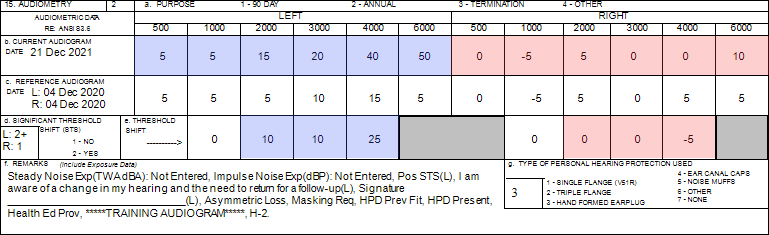 15. AUDIOMETRY 2 a. PURPOSE 1 - 90 DAY 2 - ANNUAL 3 - TERMINATION 4 - OTHER
AUDIOMETRIC DATA LEFT RIGHT
RE: ANSI S3.6 500 1000 2000 3000 4000 6000 500 1000 2000 3000 4000 6000
b. CURRENT AUDIOGRAM
DATE 21 Dec 2021 5 5 15 20 40 50 0 -5 5 0 0 10
c. REFERENCE AUDIOGRAM
DATE L: 04 Dec 2020 5 5 5 10 15 5 0 -5 5 0 5 5
R: 04 Dec 2020
d. SIGNIFICANT THRESHOLD e. THRESHOLD
SHIFT (STS) SHIFT
L: 2+ 1 - NO ----------> 0 10 10 25 0 0 0 -5
R: 1 2 - YES
f. REMARKS (Include Exposure Data)
Steady Noise Exp(TWAdBA): Not Entered, Impulse Noise Exp(dBP): Not Entered, Pos STS(L), I am
aware of a change in my hearing and the need to return for a follow-up(L), Signature
______________________________(L), Asymmetric Loss, Masking Req, HPD Prev Fit, HPD Present,
Health Ed Prov, *****TRAINING AUDIOGRAM*****, H-2.
g. TYPE OF PERSONAL HEARING PROTECTION USED
3
1 - SINGLE FLANGE (V51R)
2 - TRIPLE FLANGE
3 - HAND FORMED EARPLUG
4 - EAR CANAL CAPS
5 - NOISE MUFFS
6 - OTHER
7 - NONE